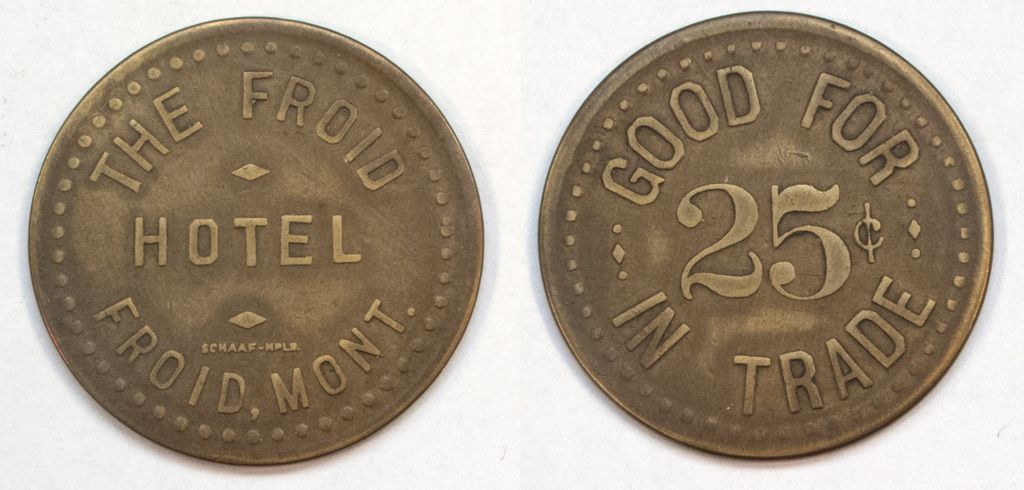 THE FROID
HOTEL
SCHAAF-MPLS.
FROID, MONT.
GOOD FOR
25¢
IN TRADE